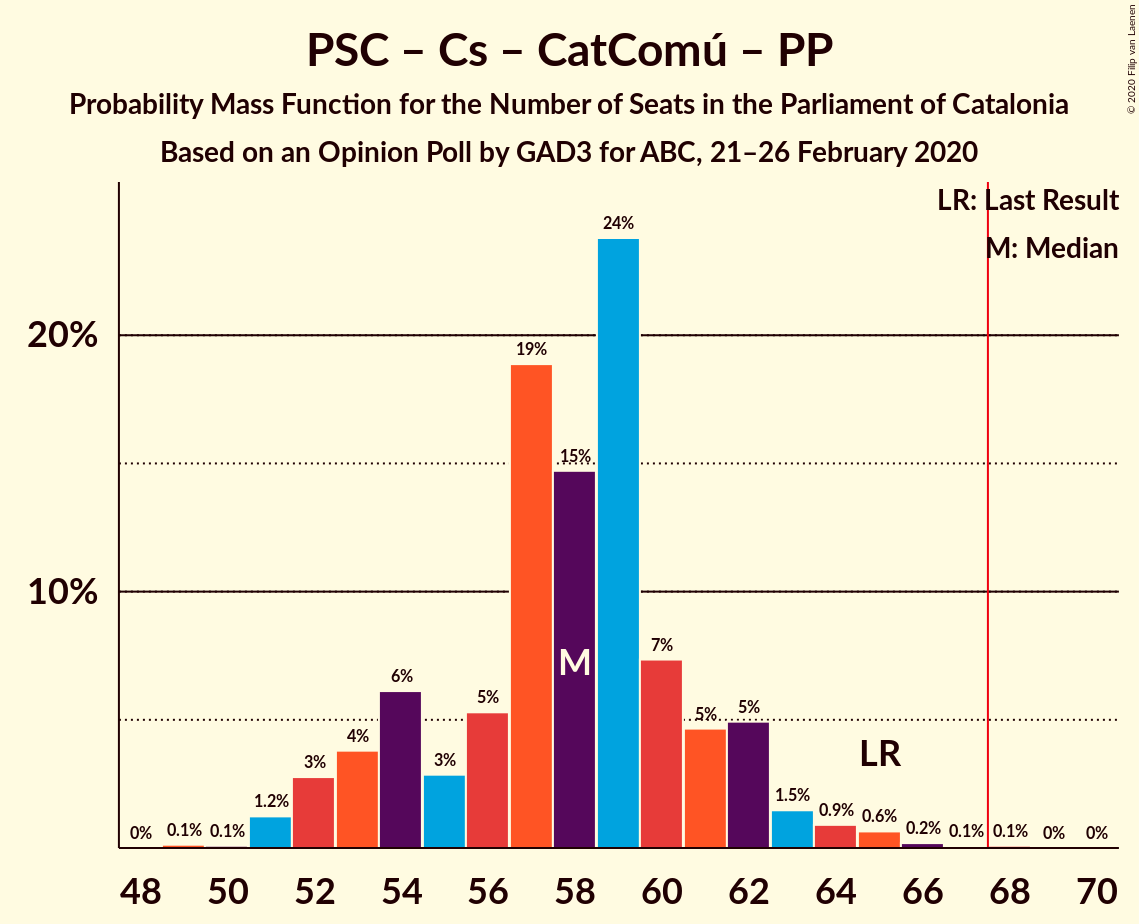 PSC – Cs – CatComú – PP
Probability Mass Function for the Number of Seats in the Parliament of Catalonia
Based on an Opinion Poll by GAD3 for ABC, 21–26 February 2020
© 2020 Filip van Laenen
LR: Last Result
M: Median
20%
10%
0%
0.1%
0.1%
1.2%
3%
4%
6%
3%
5%
19%
15%
24%
7%
5%
5%
1.5%
0.9%
0.6%
0.2%
0.1%
0.1%
0%
0%
M
LR
48 50 52 54 56 58 60 62 64 66 68 70